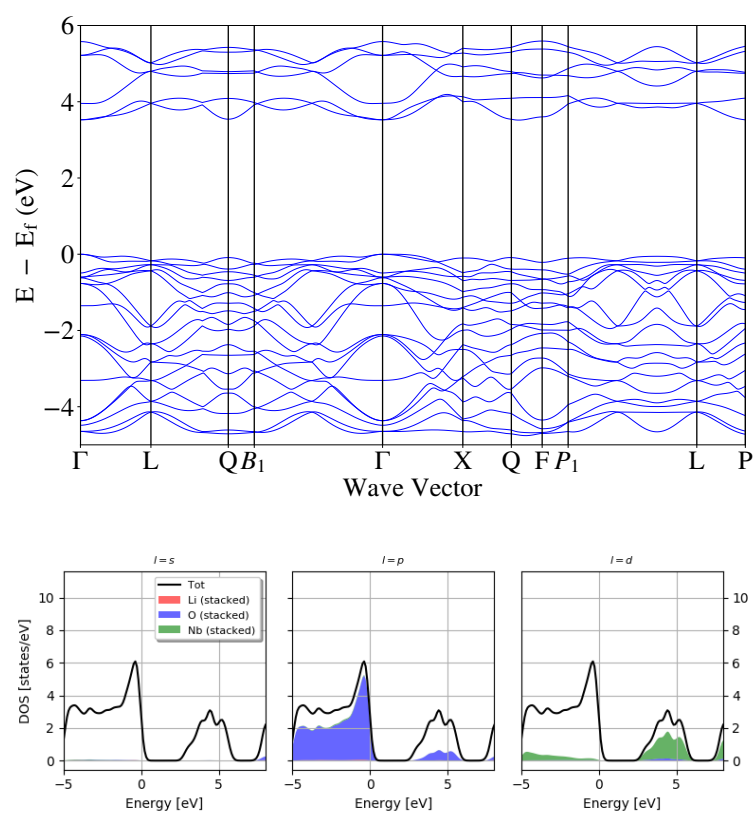 6
4
2
0
−2
−4
E − E_f (eV)
Γ L Q B₁ Γ X Q F P₁ L P
Wave Vector
l = s
l = p
l = d
Tot
Li (stacked)
O (stacked)
Nb (stacked)
10
8
6
4
2
0
DOS [states/eV]
−5 0 5
Energy [eV]
−5 0 5
Energy [eV]
−5 0 5
Energy [eV]
10
8
6
4
2
0